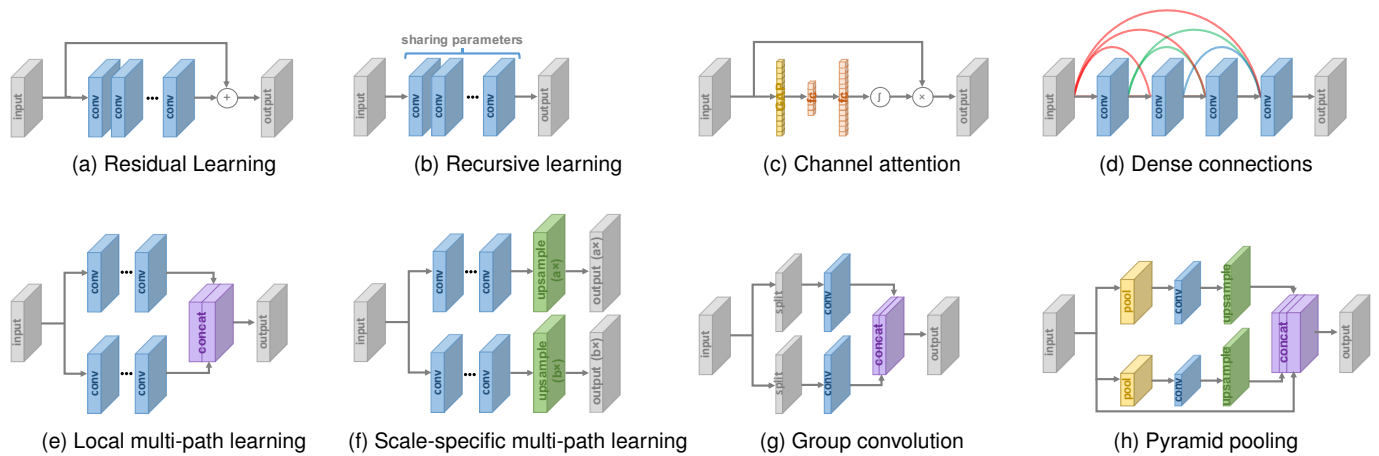 input
conv
conv
...
conv
+
output
(a) Residual Learning
sharing parameters
input
conv
conv
...
conv
output
(b) Recursive learning
input
GAP
fc
fc
∫
×
output
(c) Channel attention
input
conv
conv
conv
conv
output
(d) Dense connections
input
conv
...
conv
...
concat
output
(e) Local multi-path learning
input
conv
...
conv
upsample
(a×)
output (a×)
conv
...
conv
upsample
(b×)
output (b×)
(f) Scale-specific multi-path learning
input
split
conv
split
conv
concat
output
(g) Group convolution
input
pool
conv
upsample
pool
conv
upsample
concat
output
(h) Pyramid pooling